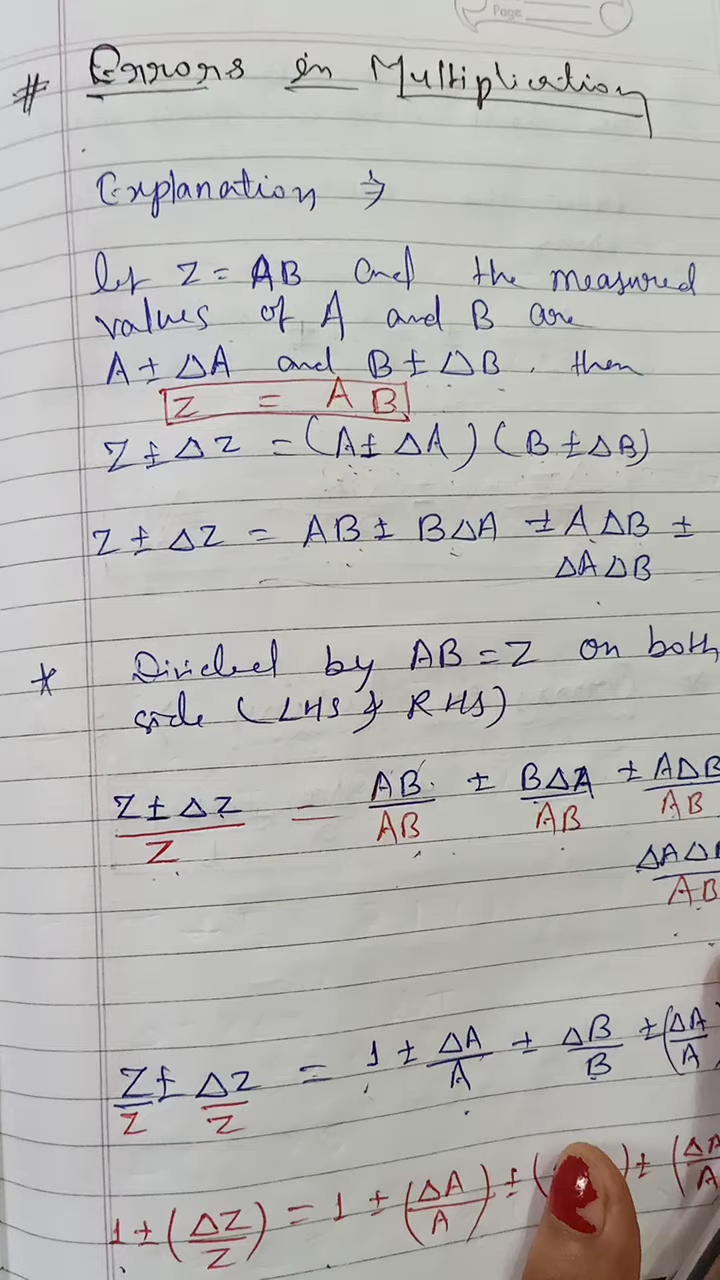 Page
# Errors in Multiplication
Explanation ⇒
let Z = AB and the measured
values of A and B are
A ± ΔA and B ± ΔB, then
Z = AB
Z ± ΔZ = (A ± ΔA) (B ± ΔB)
Z ± ΔZ = AB ± BΔA ± AΔB ±
ΔAΔB
* Divided by AB = Z on both
side (LHS & RHS)
(Z ± ΔZ)/Z = AB/AB ± BΔA/AB ± AΔB/AB
ΔAΔB/AB
Z/Z ± ΔZ/Z = 1 ± ΔA/A ± ΔB/B ± (ΔA/A
1 ± (ΔZ/Z) = 1 ± (ΔA/A) ± ( ) ± (ΔA/A